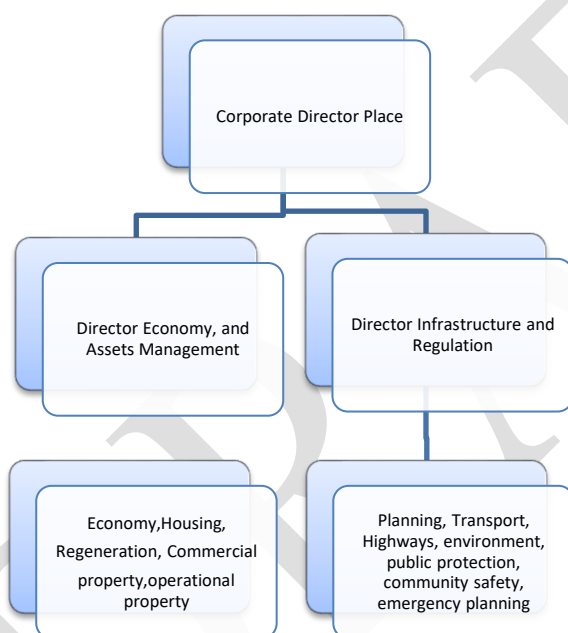 Corporate Director Place
Director Economy, and
Assets Management
Director Infrastructure and
Regulation
Economy,Housing,
Regeneration, Commercial
property,operational
property
Planning, Transport,
Highways, environment,
public protection,
community safety,
emergency planning